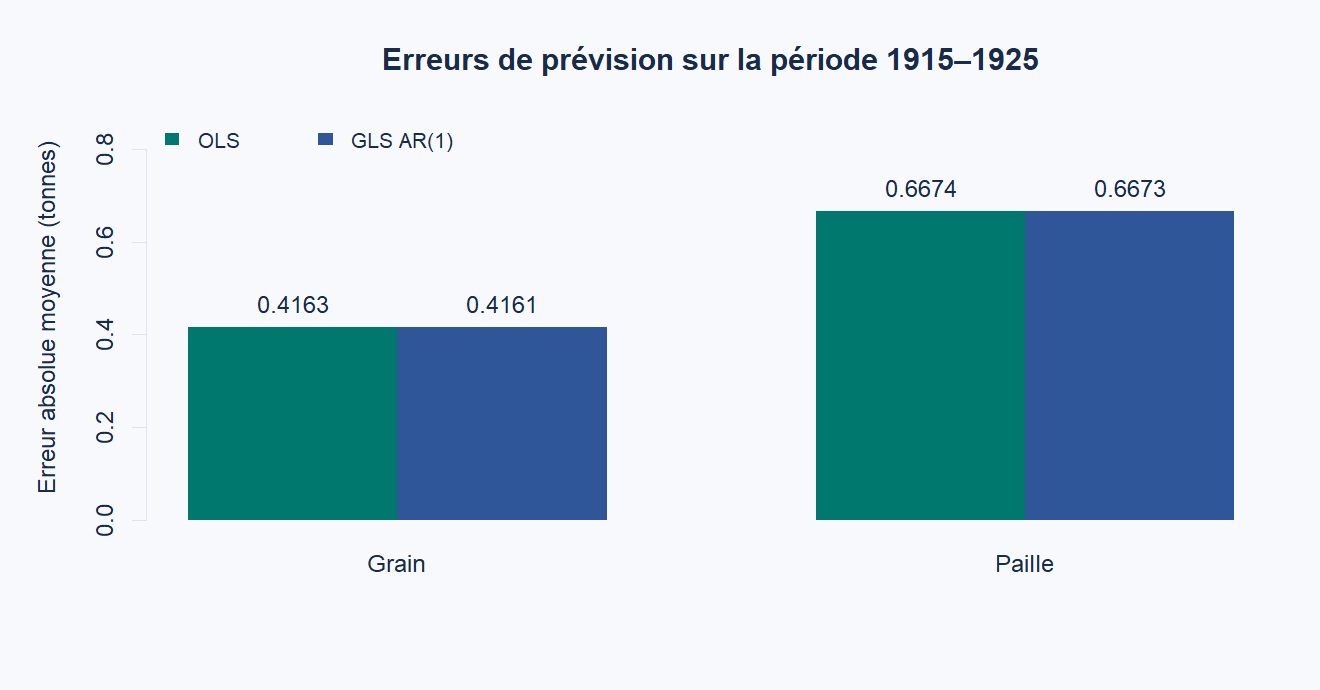 Erreurs de prévision sur la période 1915–1925
OLS
GLS AR(1)
Erreur absolue moyenne (tonnes)
0.8
0.6
0.4
0.2
0.0
0.4163
0.4161
0.6674
0.6673
Grain
Paille